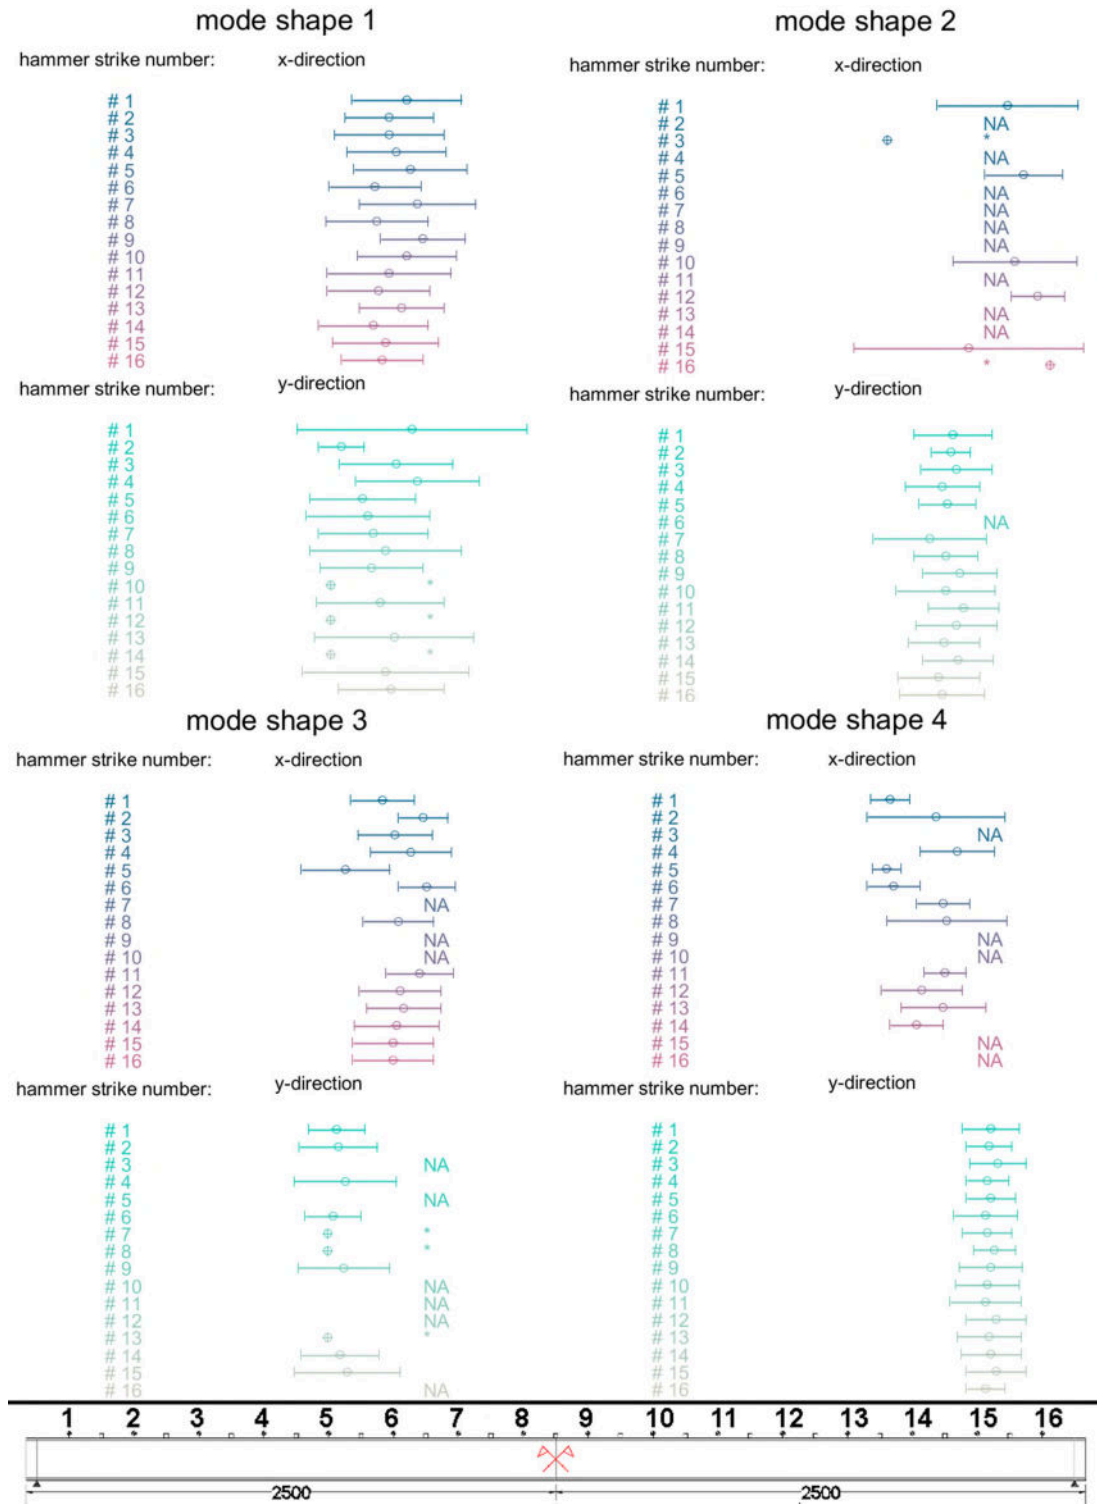 mode shape 1
hammer strike number: x-direction
# 1
# 2
# 3
# 4
# 5
# 6
# 7
# 8
# 9
# 10
# 11
# 12
# 13
# 14
# 15
# 16
hammer strike number: y-direction
# 1
# 2
# 3
# 4
# 5
# 6
# 7
# 8
# 9
# 10 *
# 11
# 12 *
# 13
# 14 *
# 15
# 16
mode shape 2
hammer strike number: x-direction
# 1
# 2 NA
# 3 *
# 4 NA
# 5
# 6 NA
# 7 NA
# 8 NA
# 9 NA
# 10
# 11 NA
# 12
# 13 NA
# 14 NA
# 15
# 16 *
hammer strike number: y-direction
# 1
# 2
# 3
# 4
# 5
# 6 NA
# 7
# 8
# 9
# 10
# 11
# 12
# 13
# 14
# 15
# 16
mode shape 3
hammer strike number: x-direction
# 1
# 2
# 3
# 4
# 5
# 6
# 7 NA
# 8
# 9 NA
# 10 NA
# 11
# 12
# 13
# 14
# 15
# 16
hammer strike number: y-direction
# 1
# 2
# 3 NA
# 4
# 5 NA
# 6
# 7 *
# 8 *
# 9
# 10 NA
# 11 NA
# 12 NA
# 13 *
# 14
# 15
# 16 NA
mode shape 4
hammer strike number: x-direction
# 1
# 2
# 3 NA
# 4
# 5
# 6
# 7
# 8
# 9 NA
# 10 NA
# 11
# 12
# 13
# 14
# 15 NA
# 16 NA
hammer strike number: y-direction
# 1
# 2
# 3
# 4
# 5
# 6
# 7
# 8
# 9
# 10
# 11
# 12
# 13
# 14
# 15
# 16
1 2 3 4 5 6 7 8 9 10 11 12 13 14 15 16
2500 2500